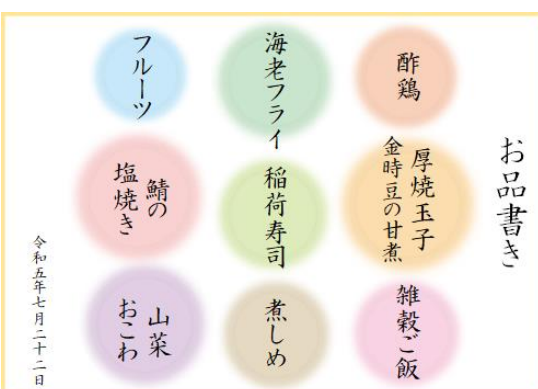 お品書き
酢鶏
厚焼玉子
金時豆の甘煮
雑穀ご飯
海老フライ
稲荷寿司
煮しめ
フルーツ
鯖の
塩焼き
山菜
おこわ
令和五年七月二十二日